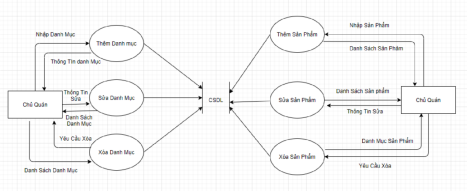 Nhập Danh Mục
Thêm Danh mục
Thông Tin danh Mục
Chủ Quán
Thông Tin
Sửa
Sửa Danh Mục
Danh Sách
Danh Mục
Yêu Cầu Xóa
Xóa Danh Mục
Danh Sách Danh Mục
CSDL
Nhập Sản Phẩm
Thêm Sản Phẩm
Danh Sách Sản Phâm
Sửa Sản Phẩm
Danh Sách Sản phẩm
Thông Tin Sửa
Chủ Quán
Danh Mục Sản Phẩm
Xóa Sản Phẩm
Yêu Cầu Xóa